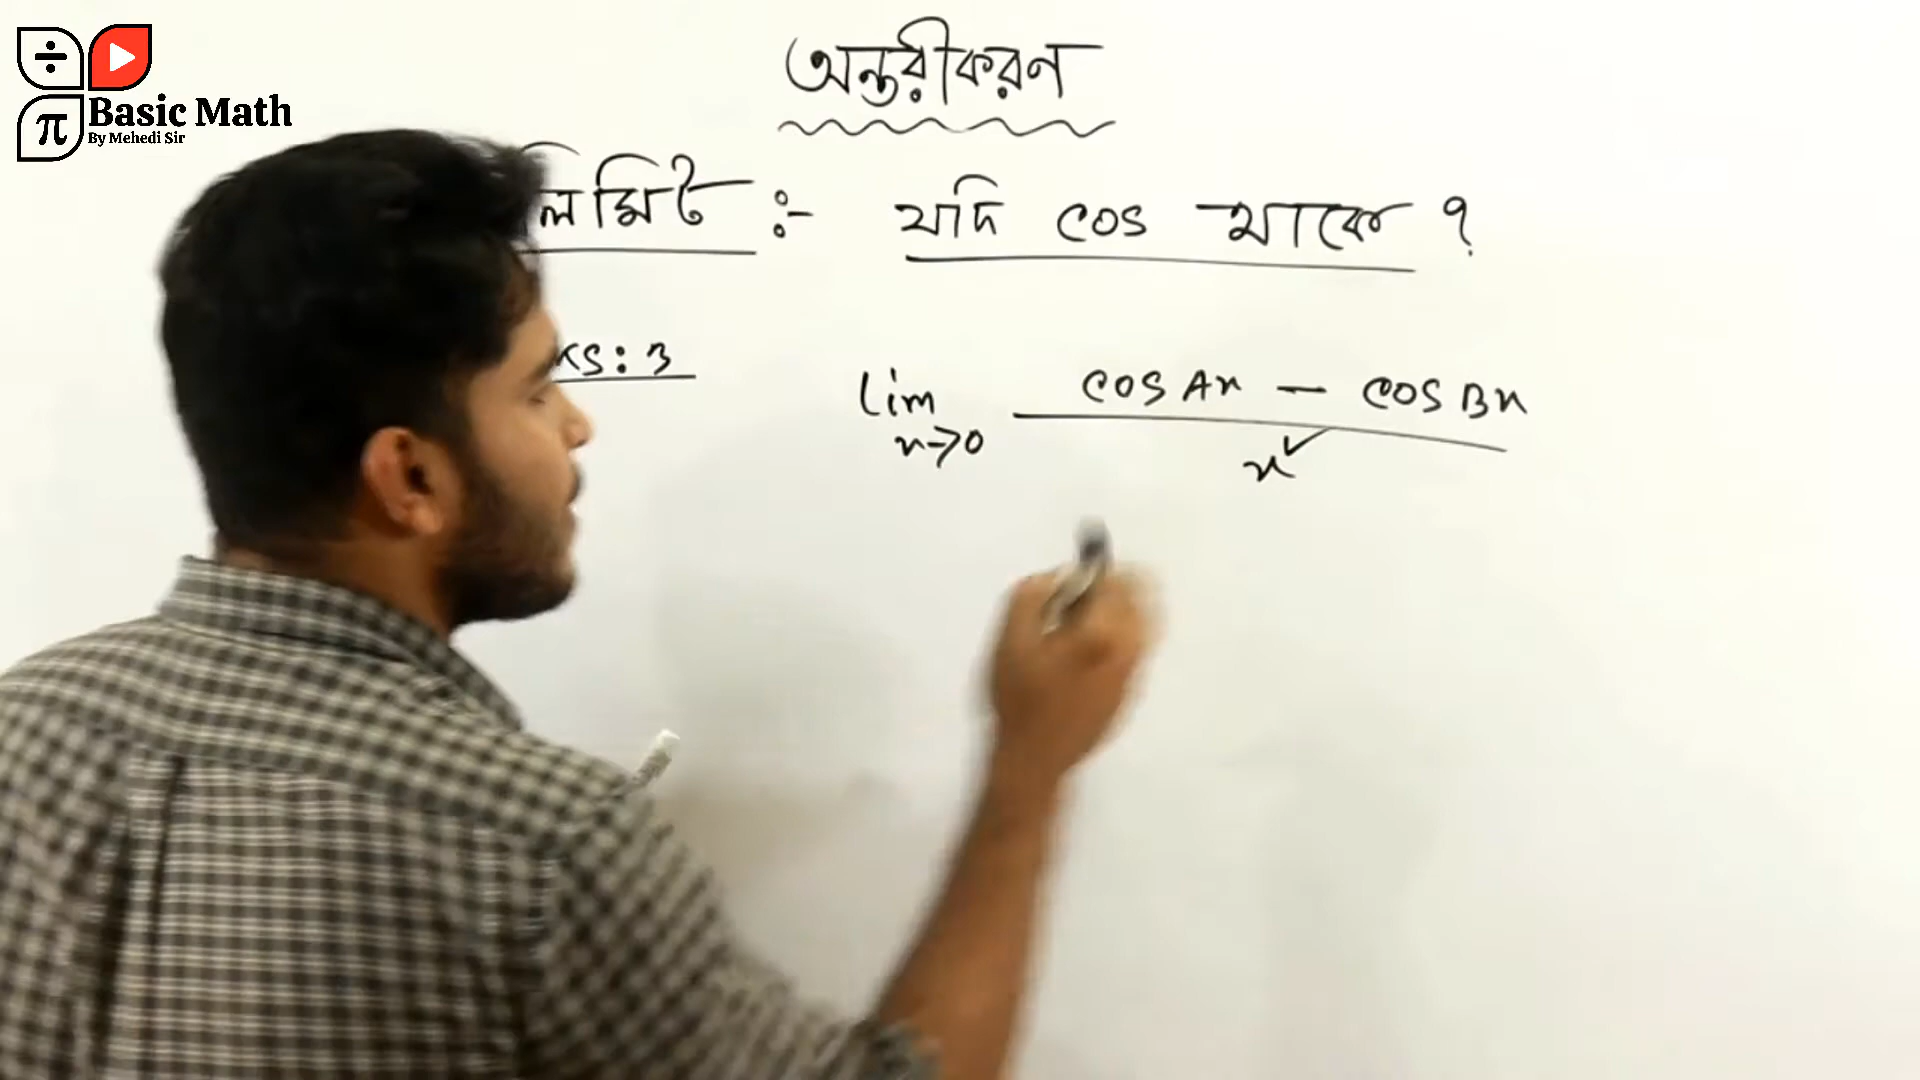 ÷
π
Basic Math
By Mehedi Sir
অন্তরীকরণ
লিমিট :- যদি cos থাকে ?
ks : 3
lim cos Ax - cos Bx
x→0 x²